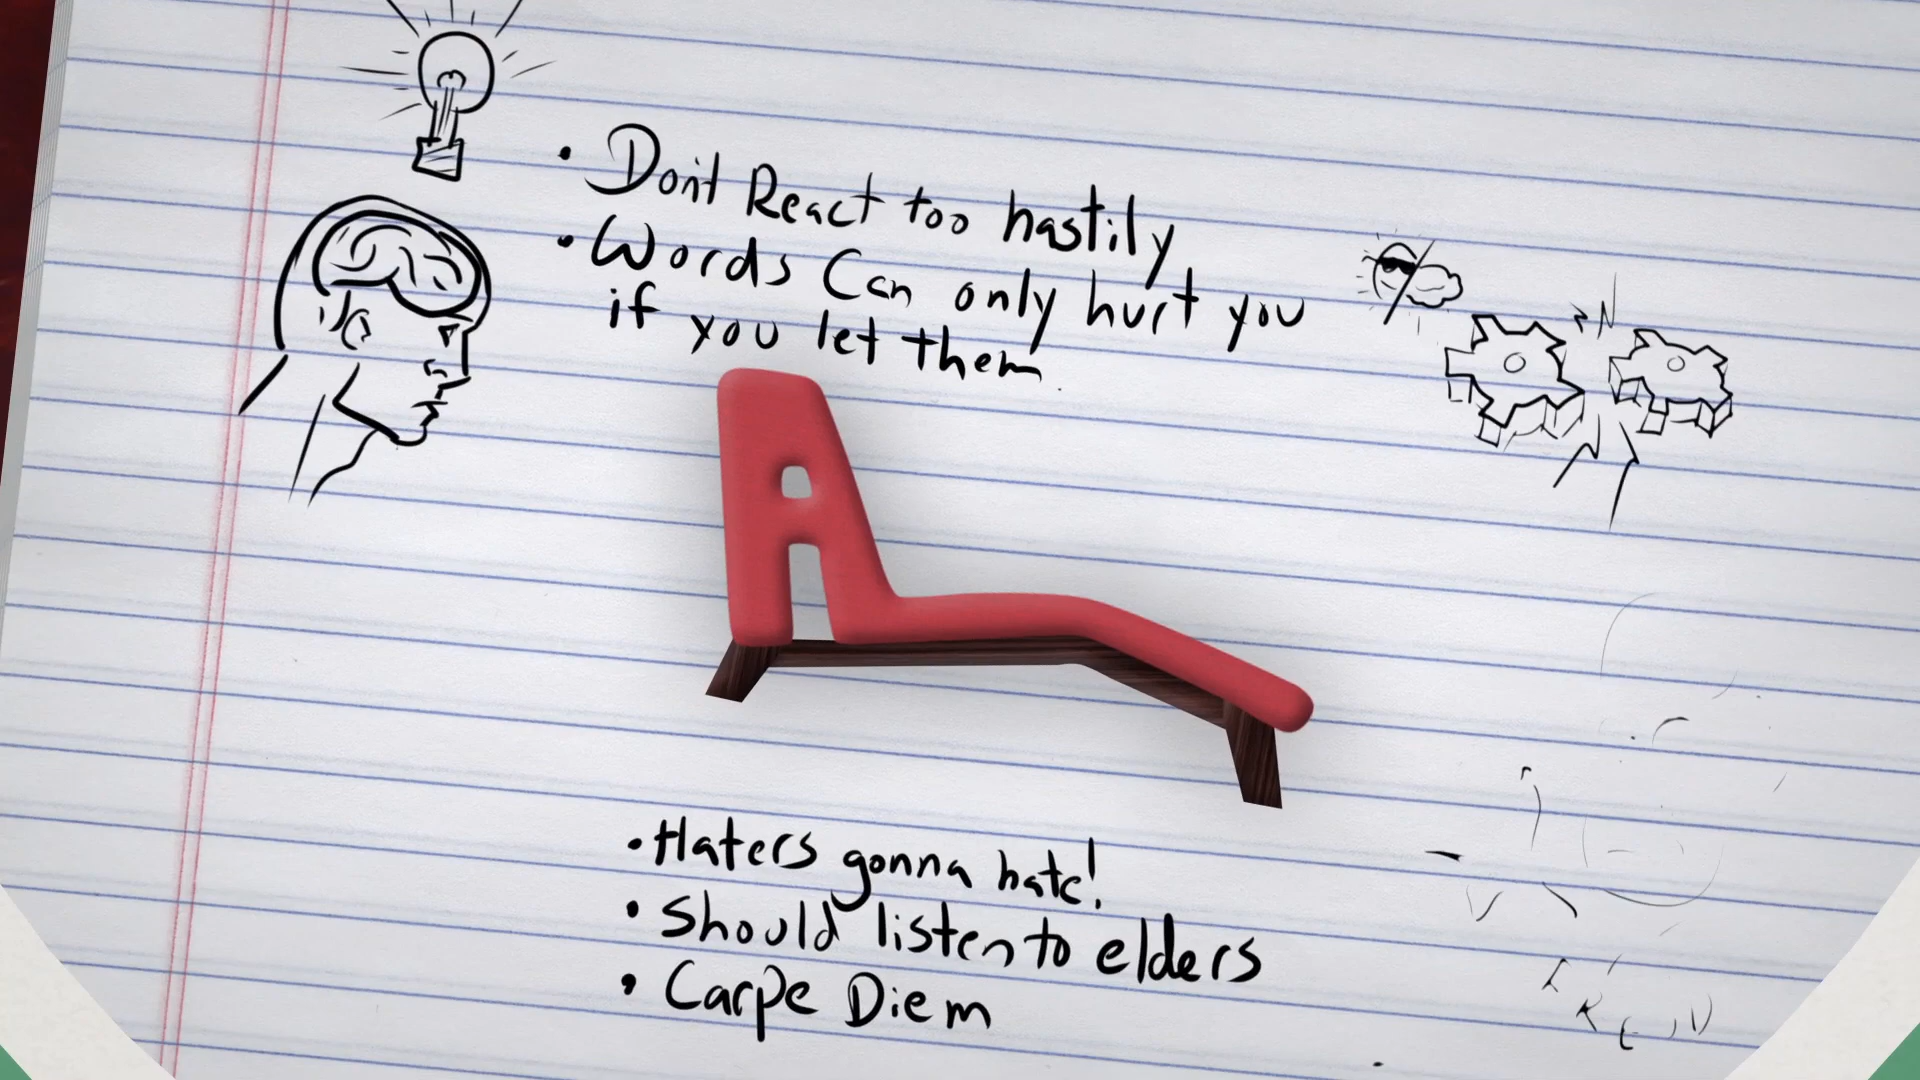 • Don't React too hastily
• Words Can only hurt you
if you let them.
A
• Haters gonna hate!
• Should listen to elders
• Carpe Diem